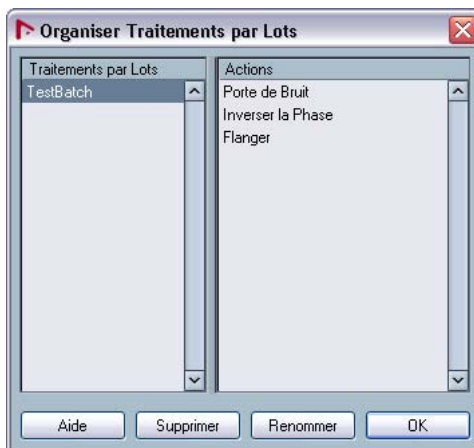 Organiser Traitements par Lots
Traitements par Lots
TestBatch
Actions
Porte de Bruit
Inverser la Phase
Flanger
Aide
Supprimer
Renommer
OK